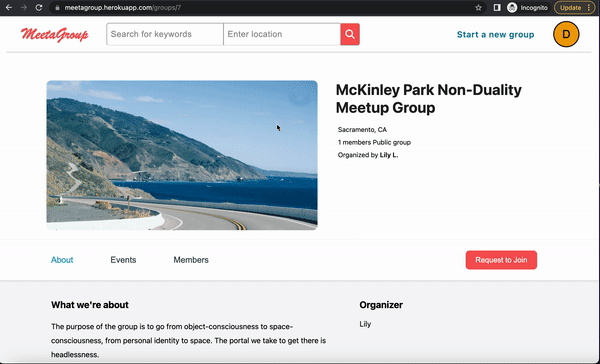 meetagroup.herokuapp.com/groups/7
Incognito
Update
MeetaGroup
Search for keywords
Enter location
Start a new group
D
McKinley Park Non-Duality
Meetup Group
Sacramento, CA
1 members Public group
Organized by Lily L.
About
Events
Members
Request to Join
What we're about
Organizer
The purpose of the group is to go from object-consciousness to space-
consciousness, from personal identity to space. The portal we take to get there is
headlessness.
Lily